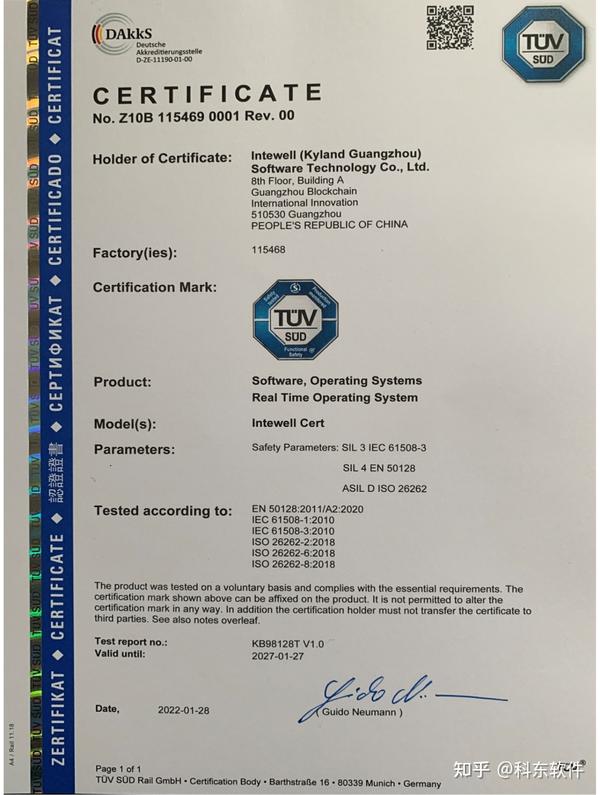 DAkkS
Deutsche
Akkreditierungsstelle
D-ZE-11190-01-00
TÜV
SÜD
CERTIFICATE
No. Z10B 115469 0001 Rev. 00
Holder of Certificate: Intewell (Kyland Guangzhou)
Software Technology Co., Ltd.
8th Floor, Building A
Guangzhou Blockchain
International Innovation
510530 Guangzhou
PEOPLE'S REPUBLIC OF CHINA
Factory(ies): 115468
Certification Mark:
Safety tested
Production monitored
TÜV
SÜD
Functional
Safety
Product: Software, Operating Systems
Real Time Operating System
Model(s): Intewell Cert
Parameters: Safety Parameters: SIL 3 IEC 61508-3
SIL 4 EN 50128
ASIL D ISO 26262
Tested according to: EN 50128:2011/A2:2020
IEC 61508-1:2010
IEC 61508-3:2010
ISO 26262-2:2018
ISO 26262-6:2018
ISO 26262-8:2018
The product was tested on a voluntary basis and complies with the essential requirements. The
certification mark shown above can be affixed on the product. It is not permitted to alter the
certification mark in any way. In addition the certification holder must not transfer the certificate to
third parties. See also notes overleaf.
Test report no.: KB98128T V1.0
Valid until: 2027-01-27
Date, 2022-01-28
( Guido Neumann )
Page 1 of 1
TÜV SÜD Rail GmbH • Certification Body • Barthstraße 16 • 80339 Munich • Germany
TÜV®
知乎 @科东软件
ZERTIFIKAT ◆ CERTIFICATE ◆ 認證證書 ◆ СЕРТИФИКАТ ◆ CERTIFICADO ◆ CERTIFICAT
A4 / Rail 11.18